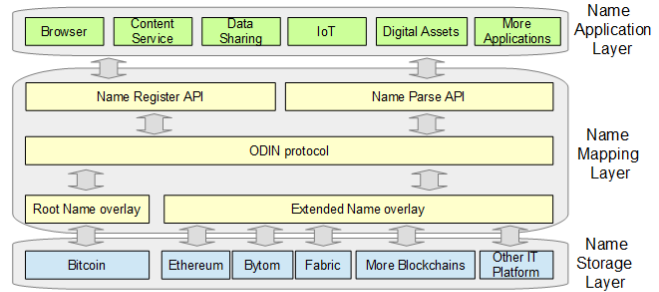 Browser
Content
Service
Data
Sharing
IoT
Digital Assets
More
Applications
Name
Application
Layer
Name Register API
Name Parse API
ODIN protocol
Root Name overlay
Extended Name overlay
Name
Mapping
Layer
Bitcoin
Ethereum
Bytom
Fabric
More Blockchains
Other IT
Platform
Name
Storage
Layer